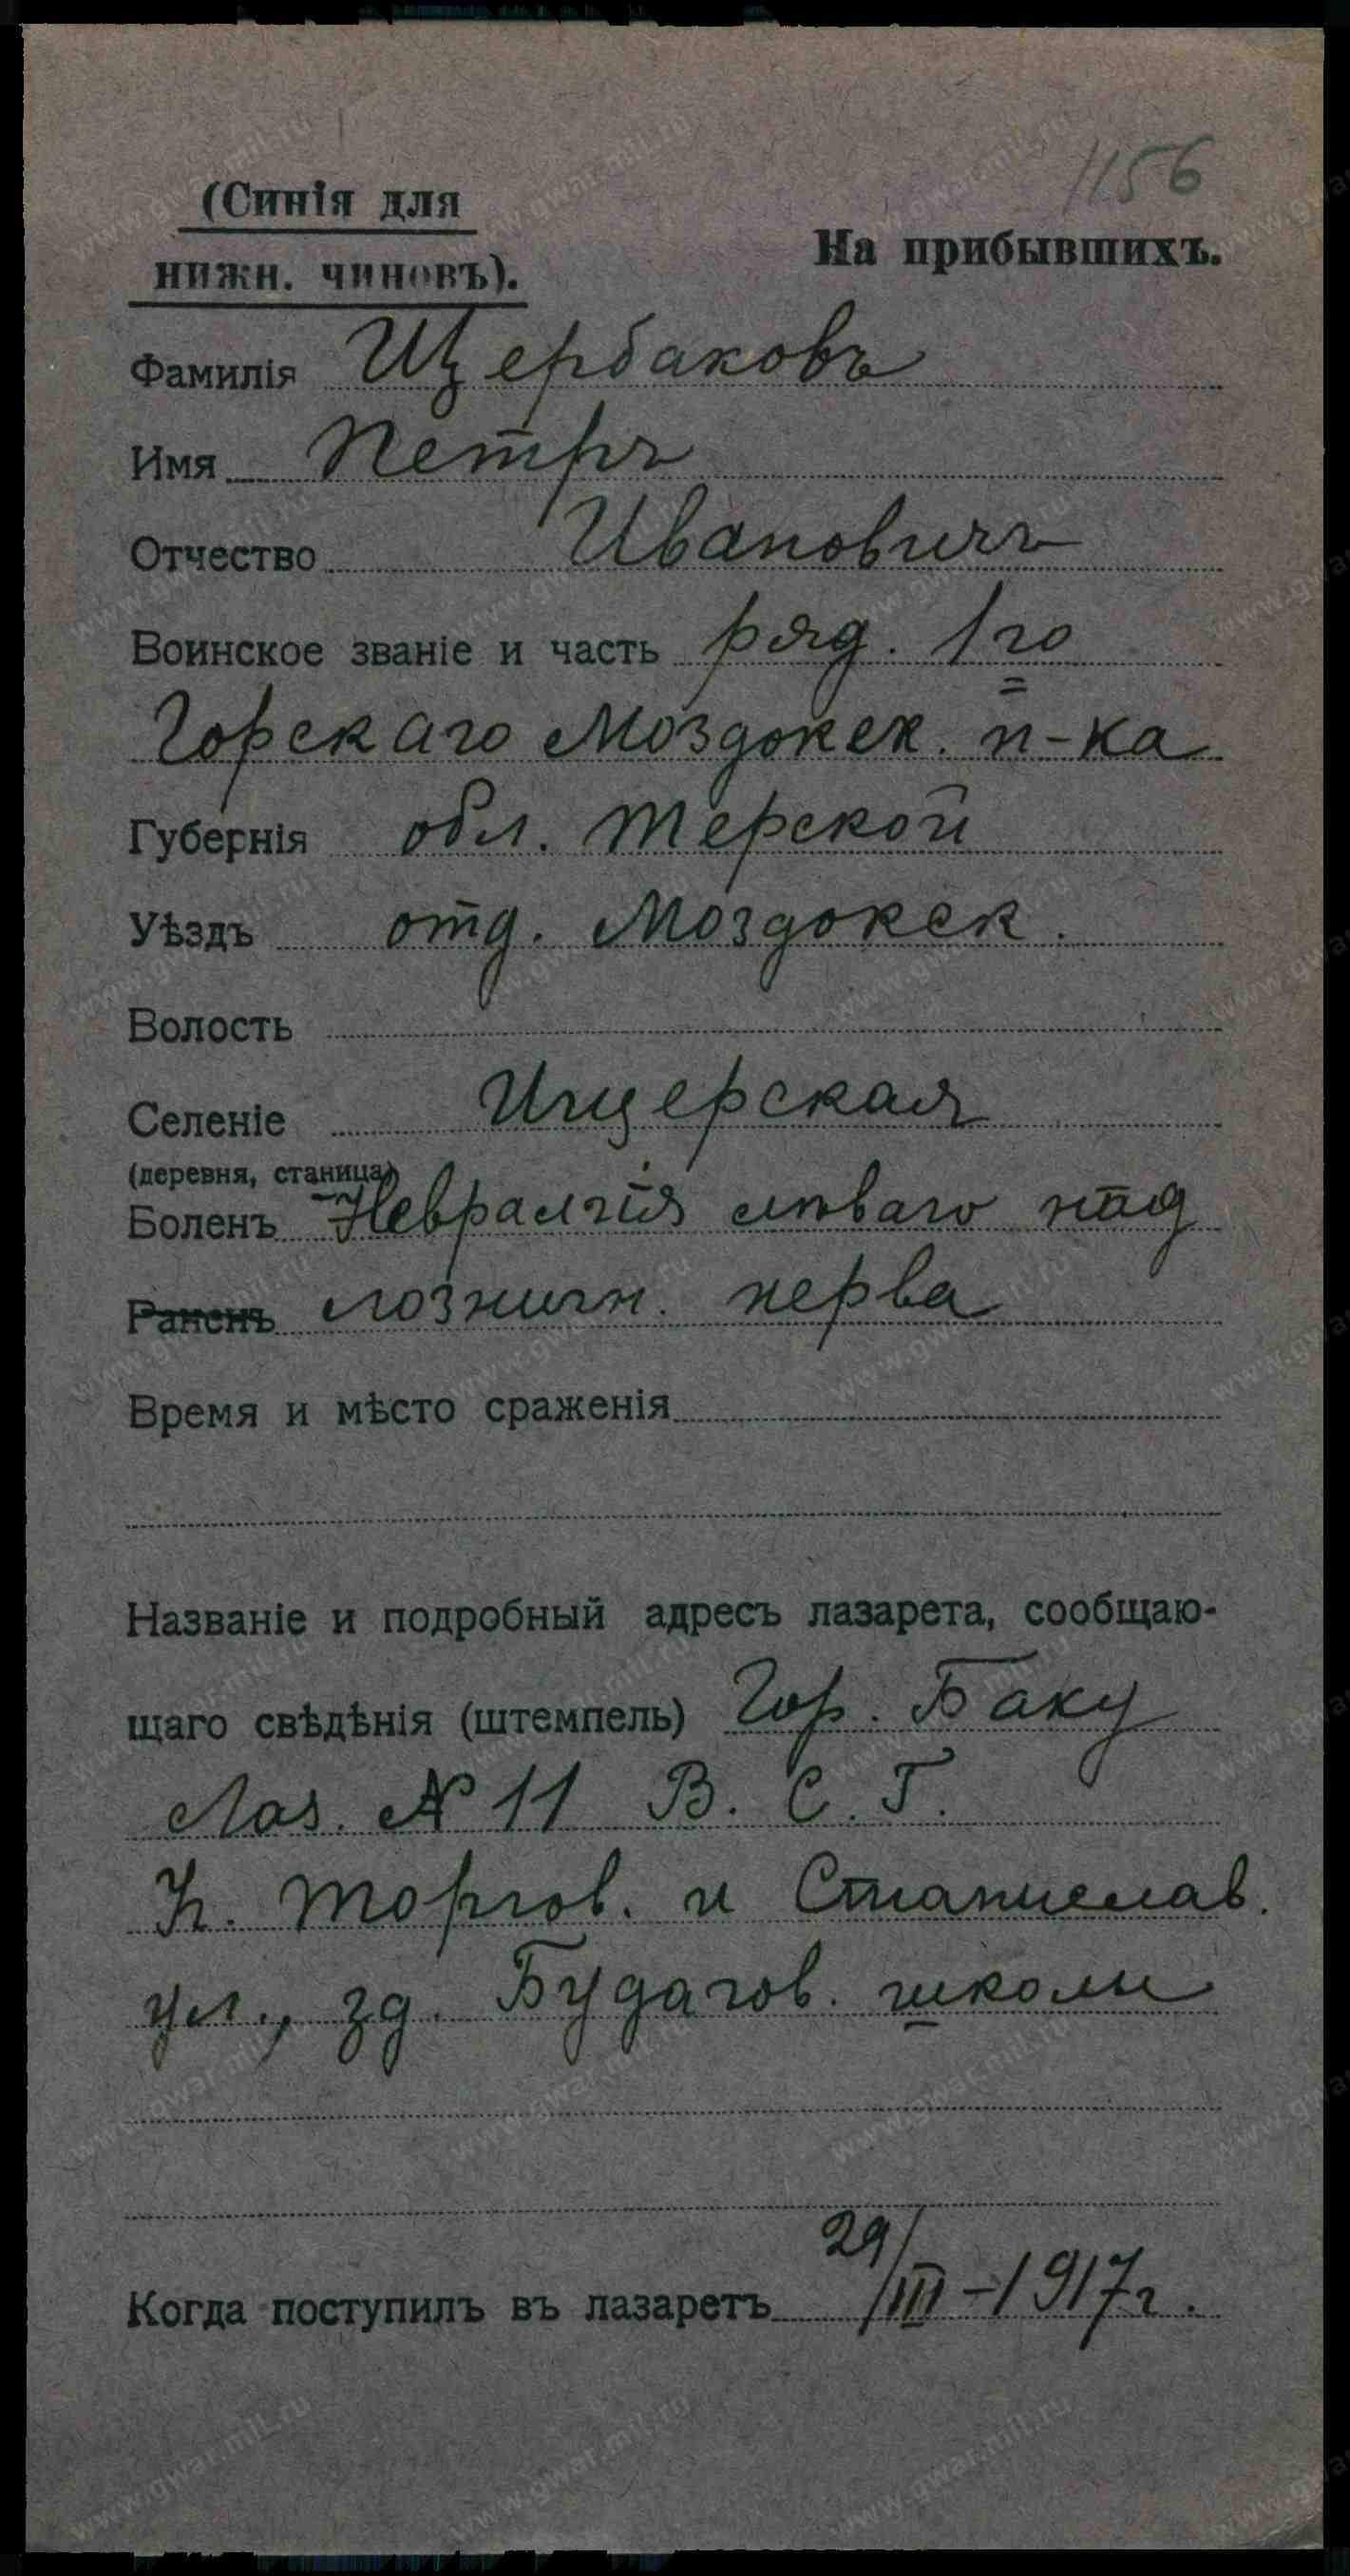 1156
(Синія для
нижн. чиновъ).
На прибывшихъ.
Фамилія Щербаковъ
Имя Петръ
Отчество Ивановичъ
Воинское званіе и часть ряд. 1го
Горскаго Моздокск. п-ка
Губернія обл. Терской
Уѣздъ отд. Моздокск.
Волость
Селеніе Ищерская
(деревня, станица)
Боленъ Невралгія лѣваго над
Раненъ глознична. нерва
Время и мѣсто сраженія
Названіе и подробный адресъ лазарета, сообщаю-
щаго свѣдѣнія (штемпель) Гор. Баку
Лаз. № 11 В. С. Г.
У. Торгов. и Станислав.
ул., зд. Будагов. школы
Когда поступилъ въ лазаретъ 29/III-1917 г.